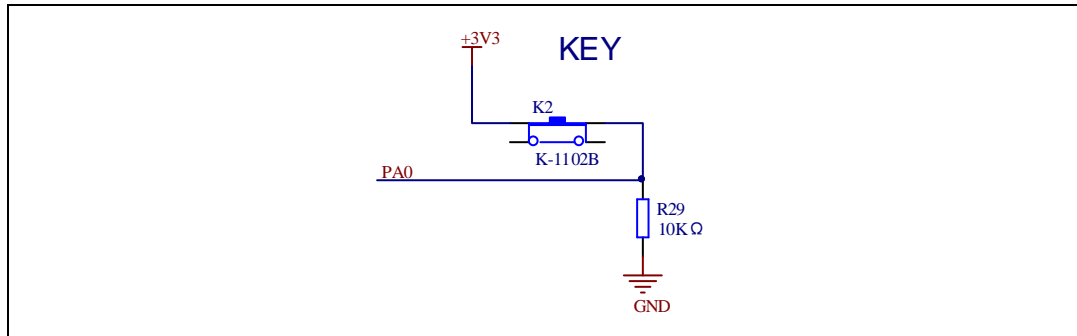 +3V3
KEY
K2
K-1102B
PA0
R29
10KΩ
GND